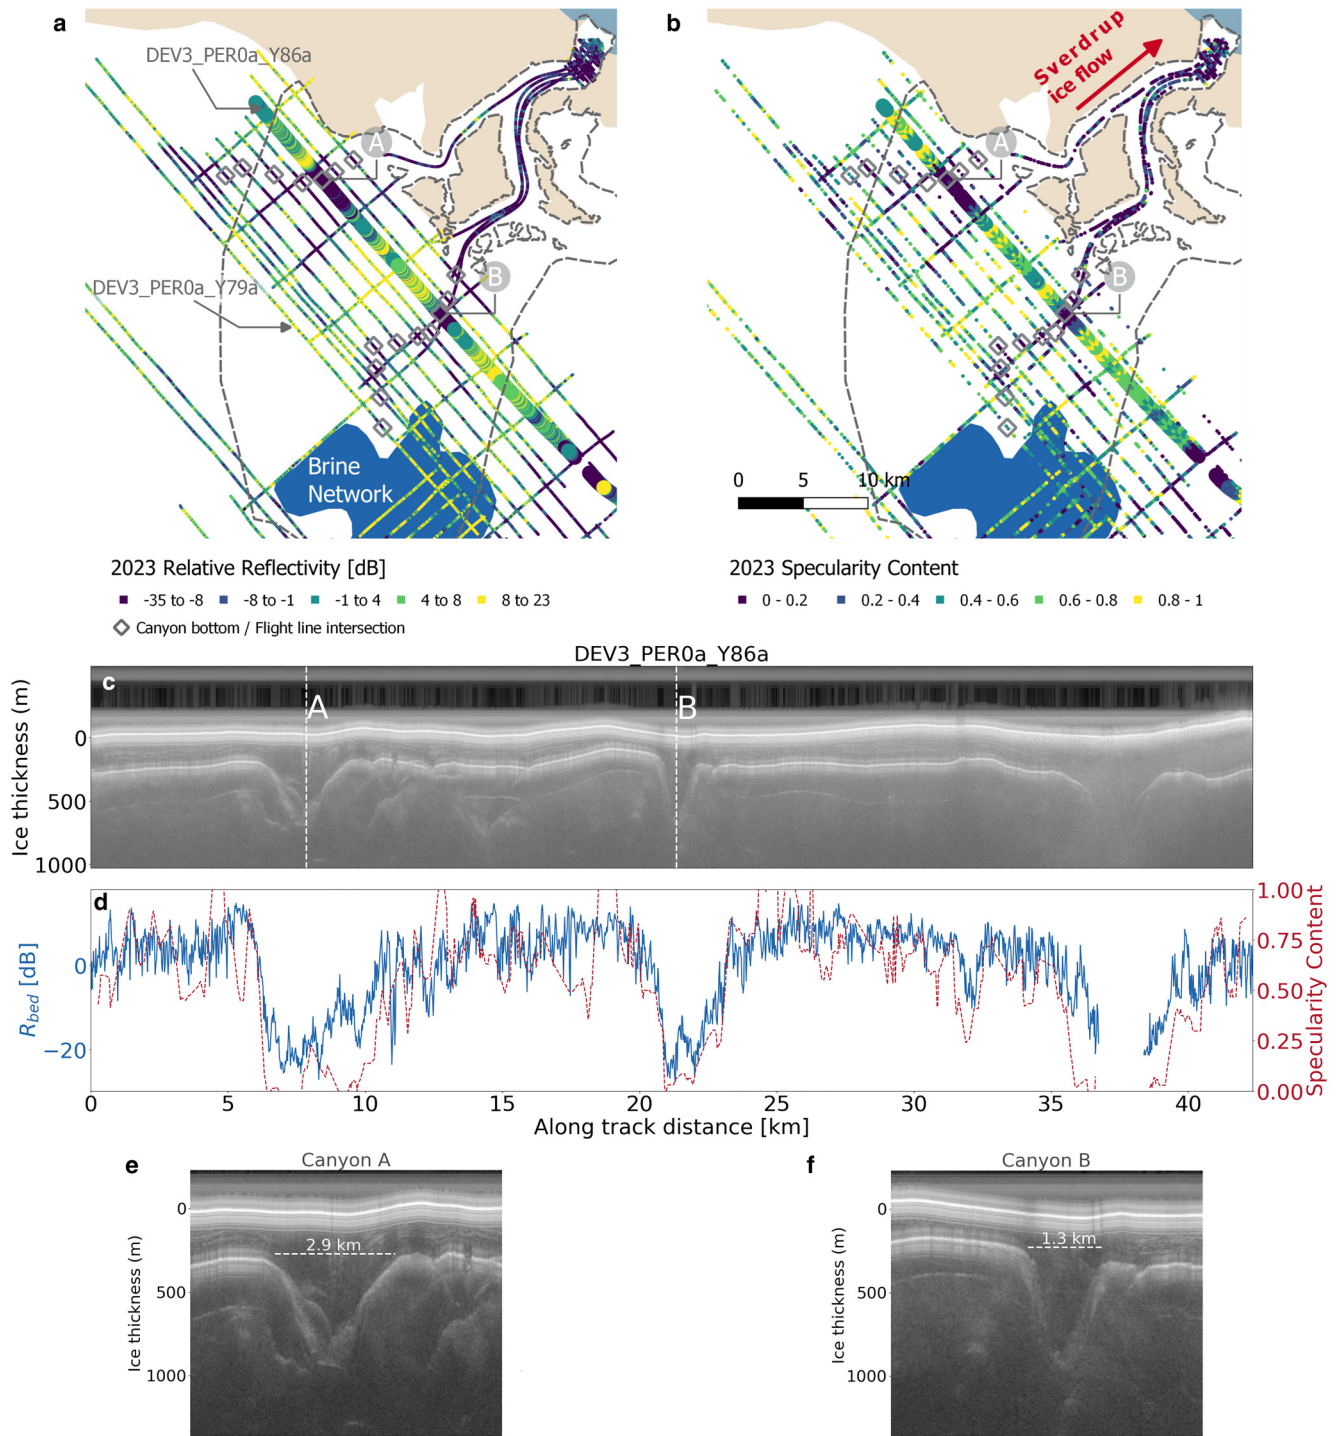 a
DEV3_PER0a_Y86a
A
B
DEV3_PER0a_Y79a
Brine
Network
b
Sverdrup
ice flow
A
B
0 5 10 km
2023 Relative Reflectivity [dB]
-35 to -8 -8 to -1 -1 to 4 4 to 8 8 to 23
Canyon bottom / Flight line intersection
2023 Specularity Content
0 - 0.2 0.2 - 0.4 0.4 - 0.6 0.6 - 0.8 0.8 - 1
DEV3_PER0a_Y86a
c
A
B
Ice thickness (m)
0
500
1000
d
R_bed [dB]
0
−20
1.00
0.75
0.50
0.25
0.00
Specularity Content
0 5 10 15 20 25 30 35 40
Along track distance [km]
e
Canyon A
2.9 km
Ice thickness (m)
0
500
1000
f
Canyon B
1.3 km
Ice thickness (m)
0
500
1000